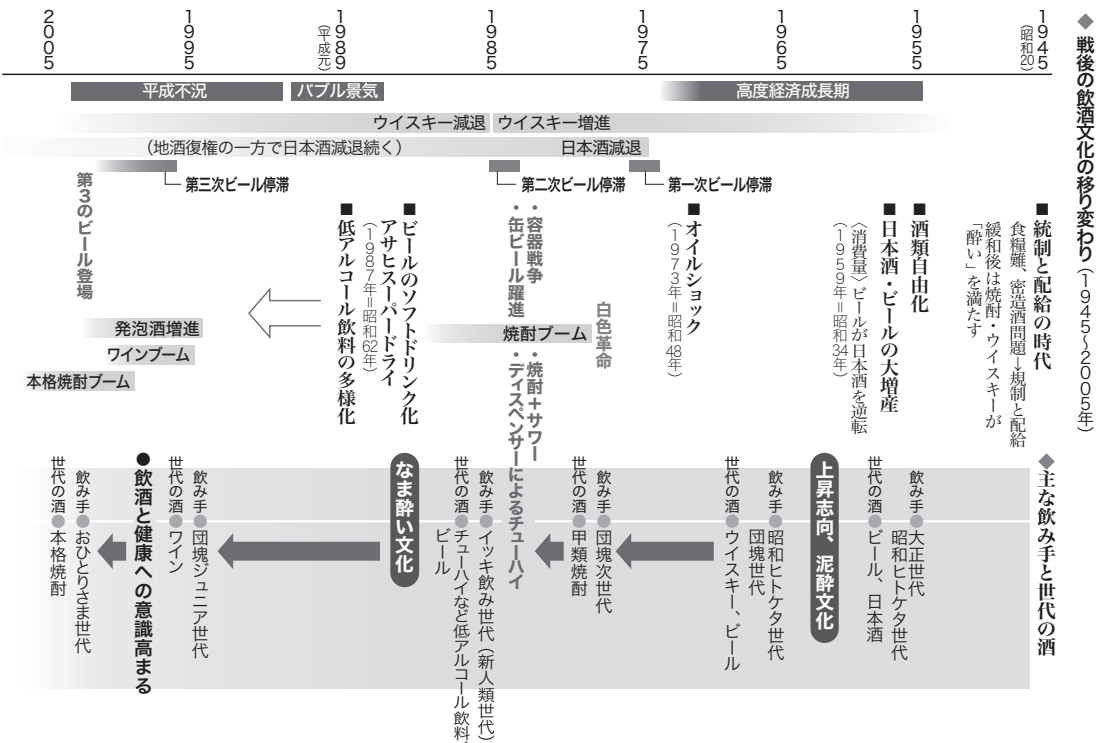 ◆戦後の飲酒文化の移り変わり(1945〜2005年)
1945
(昭和20)
1955
1965
1975
1985
1989
(平成元)
1995
2005
高度経済成長期
バブル景気
平成不況
ウイスキー増進
ウイスキー減退
日本酒減退
(地酒復権の一方で日本酒減退続く)
第一次ビール停滞
第二次ビール停滞
第三次ビール停滞
■統制と配給の時代
食糧難、密造酒問題→規制と配給
緩和後は焼酎・ウイスキーが
「酔い」を満たす
■酒類自由化
■日本酒・ビールの大増産
〈消費量〉ビールが日本酒を逆転
(1959年=昭和34年)
■オイルショック
(1973年=昭和48年)
白色革命
焼酎ブーム
・容器戦争
・缶ビール躍進
・焼酎+サワー
・ディスペンサーによるチューハイ
■ビールのソフトドリンク化
アサヒスーパードライ
(1987年=昭和62年)
■低アルコール飲料の多様化
第3のビール登場
発泡酒増進
ワインブーム
本格焼酎ブーム
◆主な飲み手と世代の酒
飲み手●大正世代
昭和ヒトケタ世代
世代の酒●ビール、日本酒
上昇志向、泥酔文化
飲み手●昭和ヒトケタ世代
団塊世代
世代の酒●ウイスキー、ビール
飲み手●団塊次世代
世代の酒●甲類焼酎
飲み手●イッキ飲み世代(新人類世代)
世代の酒●チューハイなど低アルコール飲料、
ビール
なま酔い文化
飲み手●団塊ジュニア世代
世代の酒●ワイン
●飲酒と健康への意識高まる
飲み手●おひとりさま世代
世代の酒●本格焼酎